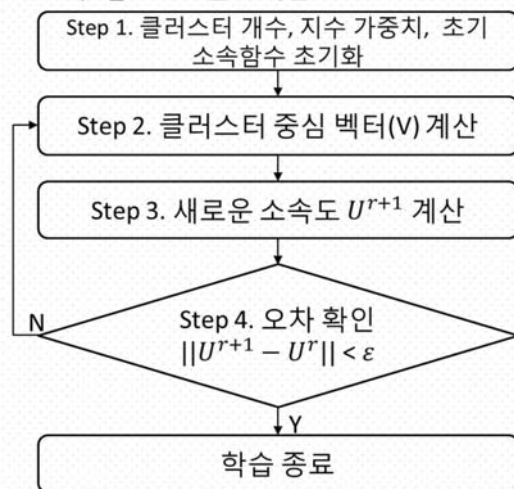 Step 1. 클러스터 개수, 지수 가중치, 초기
소속함수 초기화
Step 2. 클러스터 중심 벡터(V) 계산
Step 3. 새로운 소속도 U^{r+1} 계산
N
Step 4. 오차 확인
||U^{r+1} − U^r|| < ε
Y
학습 종료